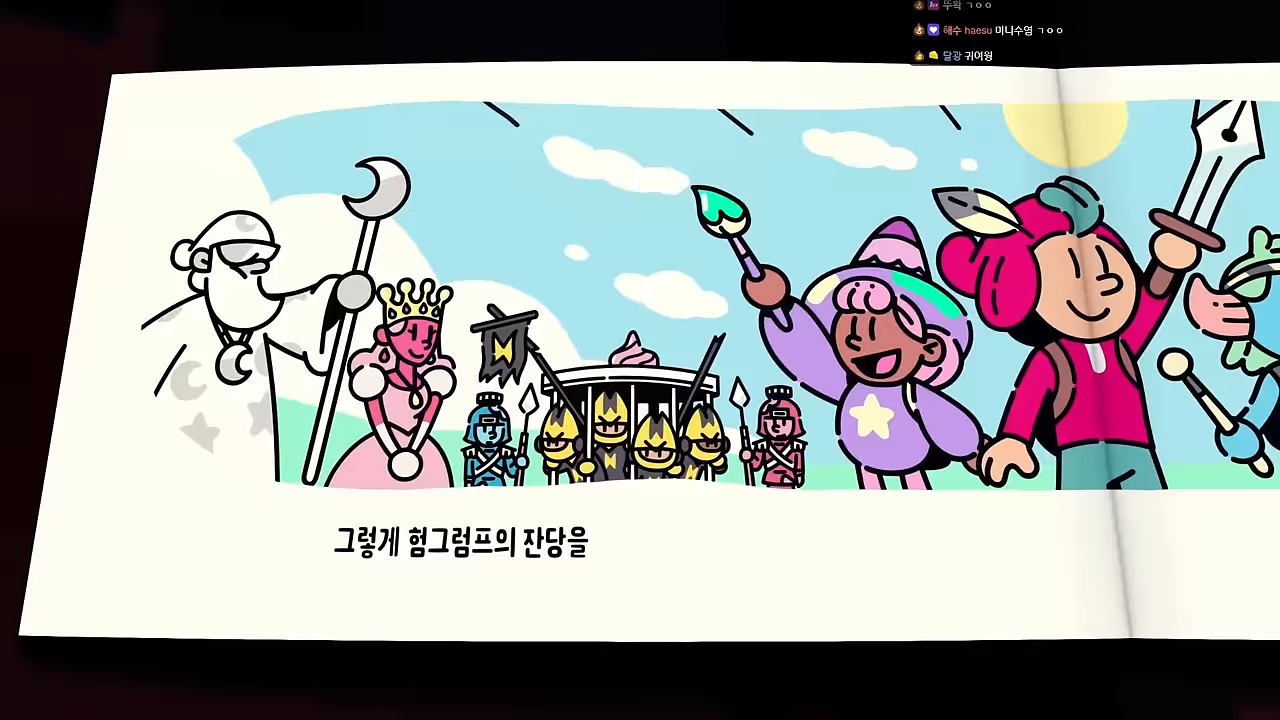 뚜왁 ㄱㅇㅇ
해수 haesu 미니수염 ㄱㅇㅇ
달광 귀여웡
그렇게 험그럼프의 잔당을